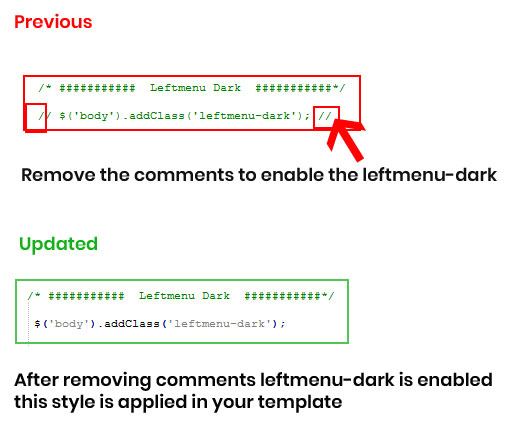 Previous
/* ########### Leftmenu Dark ###########*/
// $('body').addClass('leftmenu-dark'); //
Remove the comments to enable the leftmenu-dark
Updated
/* ########### Leftmenu Dark ###########*/
$('body').addClass('leftmenu-dark');
After removing comments leftmenu-dark is enabled
this style is applied in your template